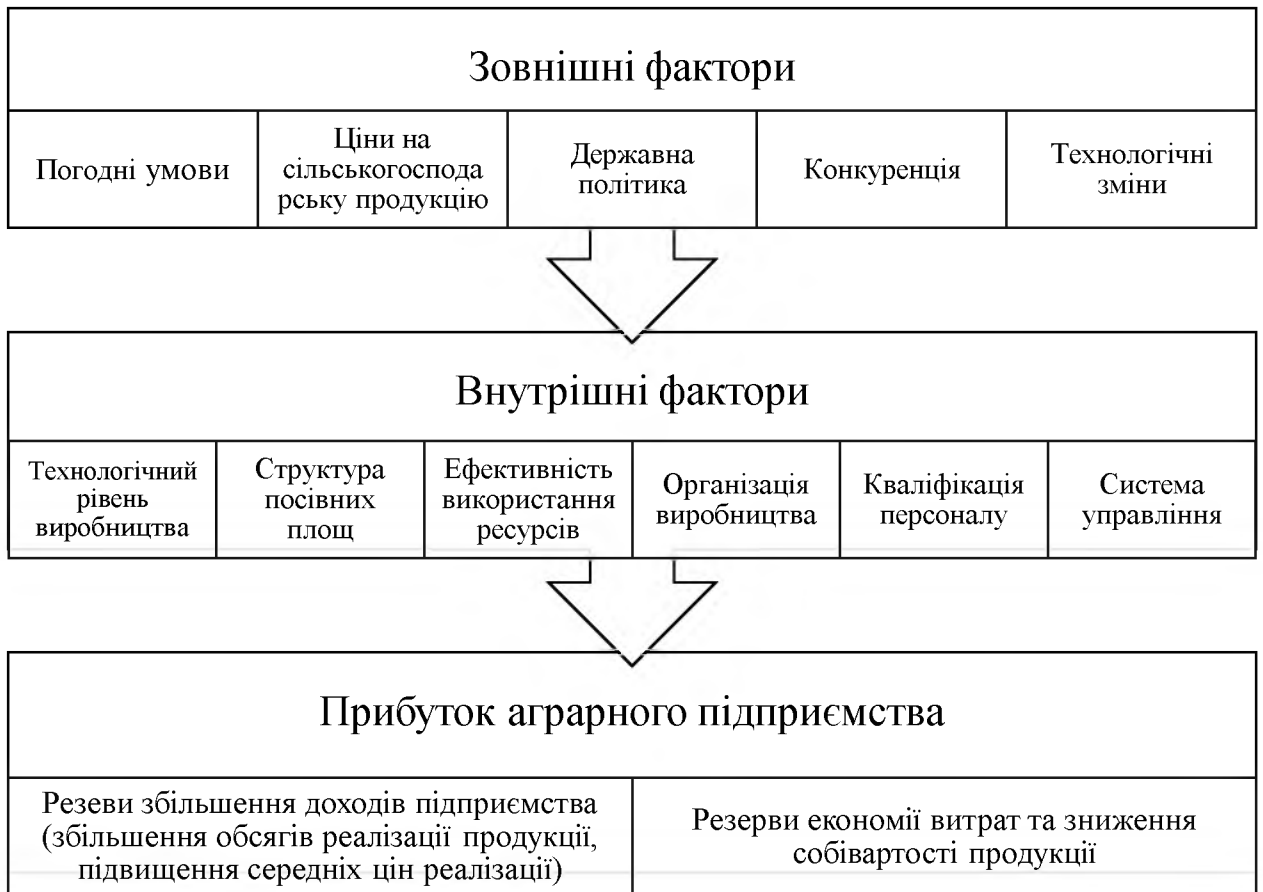 Зовнішні фактори
Погодні умови
Ціни на
сільськогоспода
рську продукцію
Державна
політика
Конкуренція
Технологічні
зміни
Внутрішні фактори
Технологічний
рівень
виробництва
Структура
посівних
площ
Ефективність
використання
ресурсів
Організація
виробництва
Кваліфікація
персоналу
Система
управління
Прибуток аграрного підприємства
Резеви збільшення доходів підприємства
(збільшення обсягів реалізації продукції,
підвищення середніх цін реалізації)
Резерви економії витрат та зниження
собівартості продукції